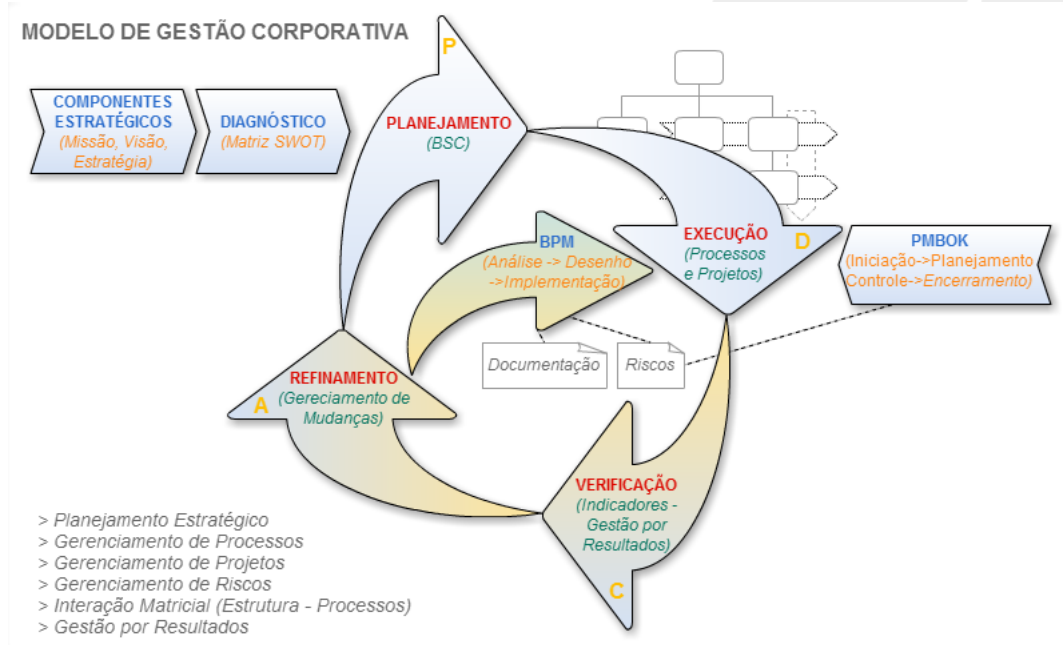 MODELO DE GESTÃO CORPORATIVA
COMPONENTES
ESTRATÉGICOS
(Missão, Visão,
Estratégia)
DIAGNÓSTICO
(Matriz SWOT)
P
PLANEJAMENTO
(BSC)
EXECUÇÃO
(Processos
e Projetos)
D
PMBOK
(Iniciação->Planejamento
Controle->Encerramento)
BPM
(Análise -> Desenho
->Implementação)
Documentação
Riscos
REFINAMENTO
(Gereciamento de
Mudanças)
A
VERIFICAÇÃO
(Indicadores -
Gestão por
Resultados)
C
> Planejamento Estratégico
> Gerenciamento de Processos
> Gerenciamento de Projetos
> Gerenciamento de Riscos
> Interação Matricial (Estrutura - Processos)
> Gestão por Resultados